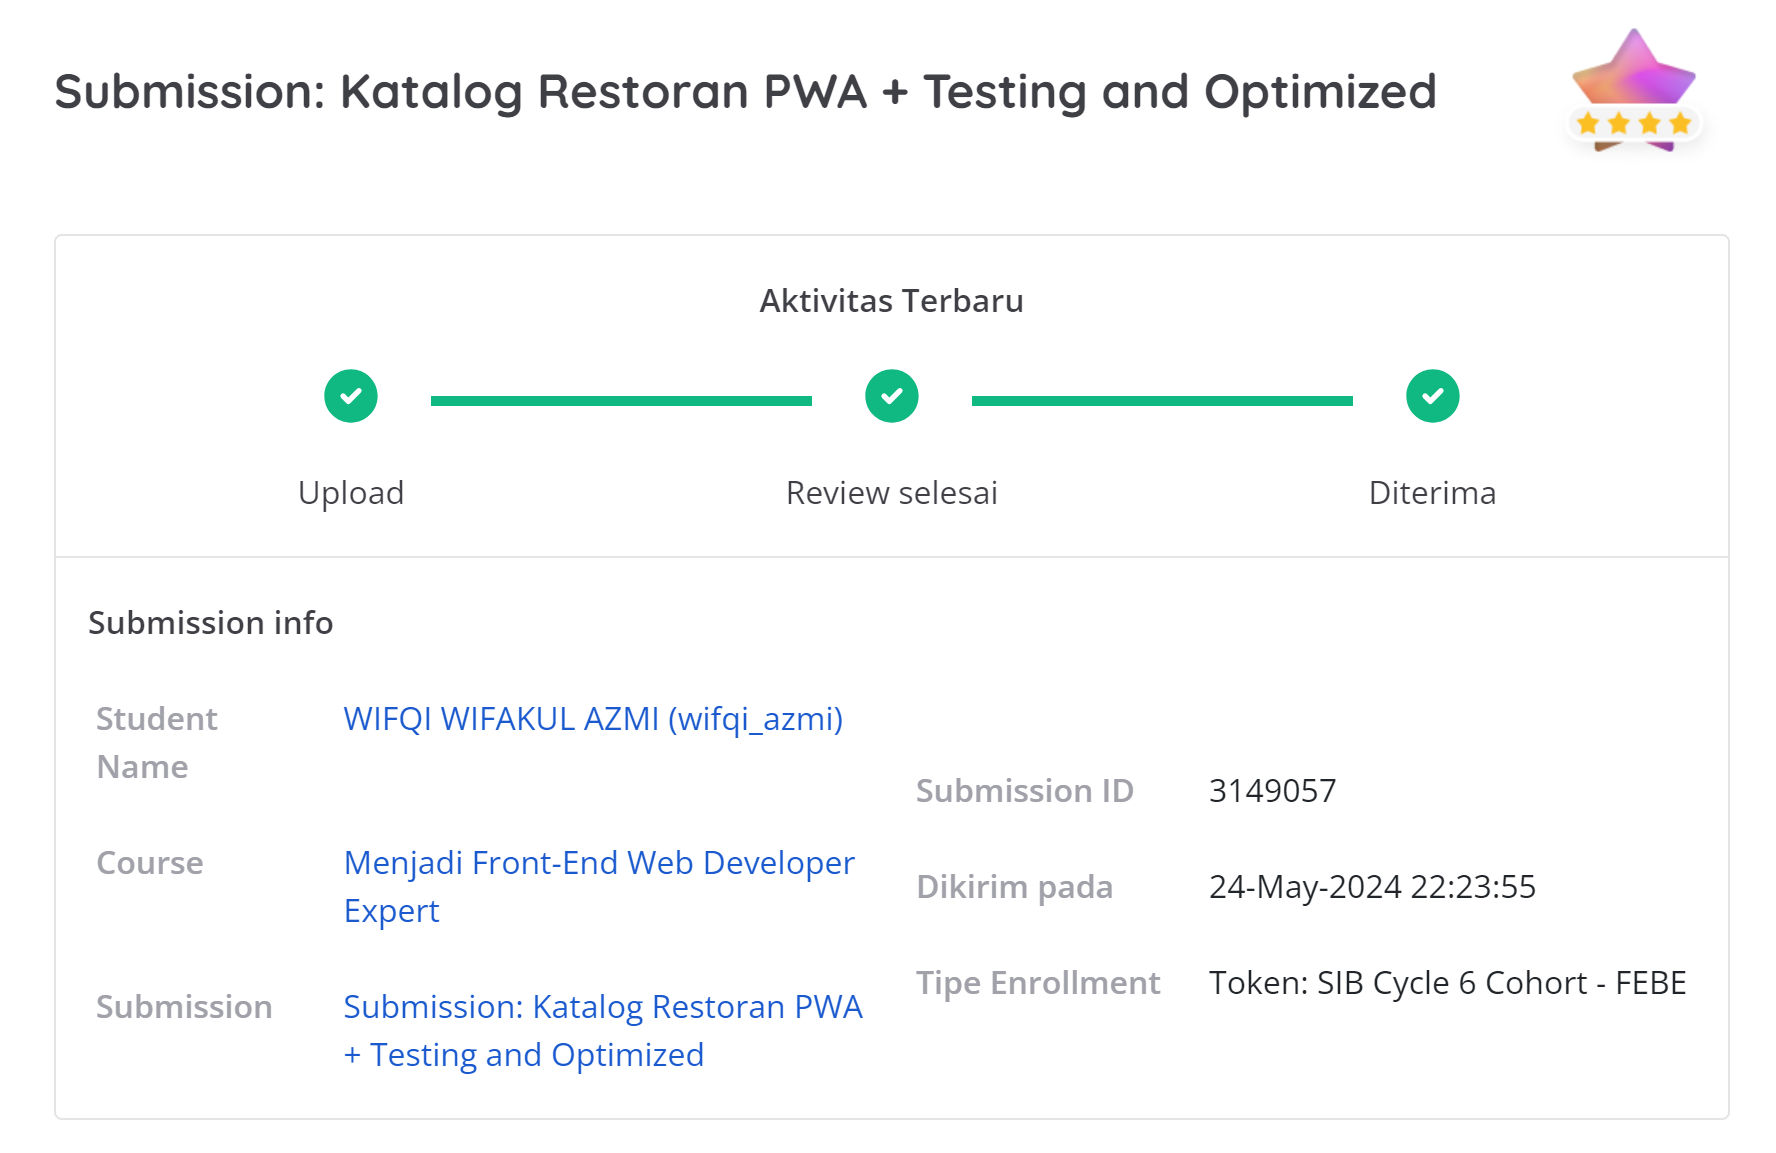 Submission: Katalog Restoran PWA + Testing and Optimized
Aktivitas Terbaru
Upload
Review selesai
Diterima
Submission info
Student
Name
WIFQI WIFAKUL AZMI (wifqi_azmi)
Course
Menjadi Front-End Web Developer
Expert
Submission
Submission: Katalog Restoran PWA
+ Testing and Optimized
Submission ID
3149057
Dikirim pada
24-May-2024 22:23:55
Tipe Enrollment
Token: SIB Cycle 6 Cohort - FEBE